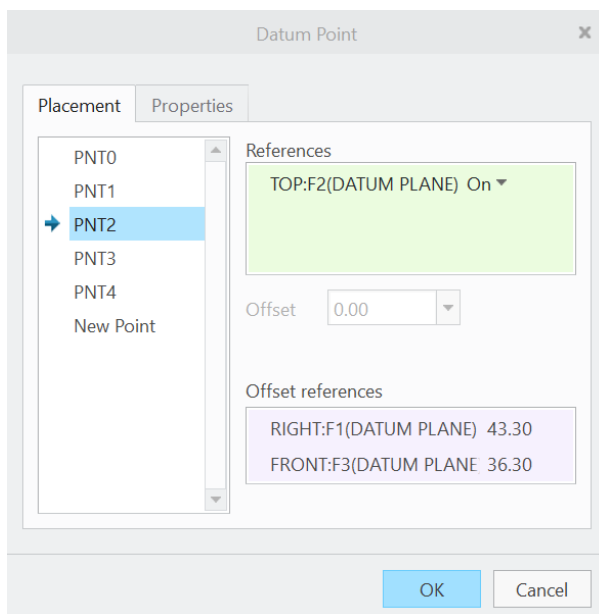 Datum Point
Placement Properties
PNT0
PNT1
PNT2
PNT3
PNT4
New Point
References
TOP:F2(DATUM PLANE) On
Offset 0.00
Offset references
RIGHT:F1(DATUM PLANE) 43.30
FRONT:F3(DATUM PLANE 36.30
OK Cancel